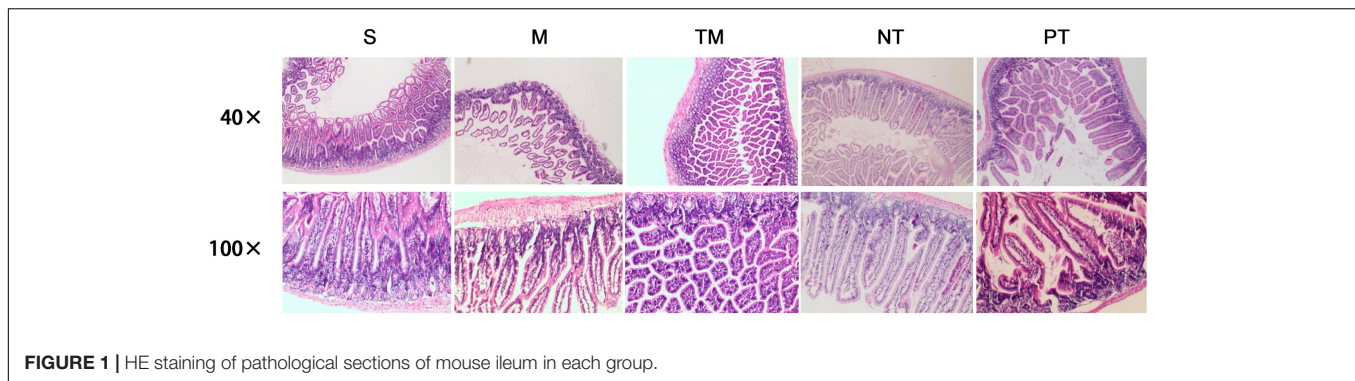 S M TM NT PT
40×
100×
FIGURE 1 | HE staining of pathological sections of mouse ileum in each group.